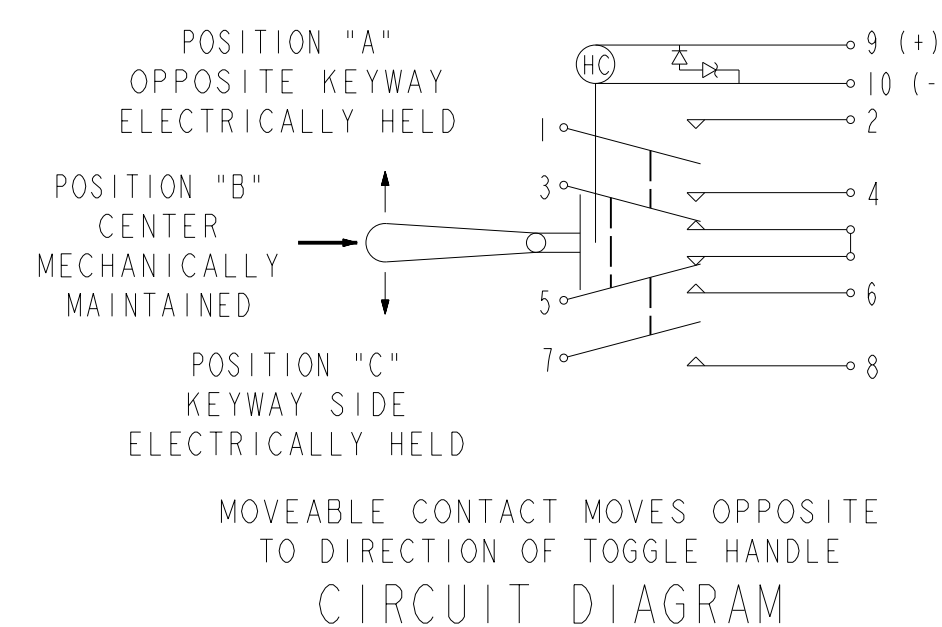 POSITION "A"
OPPOSITE KEYWAY
ELECTRICALLY HELD
POSITION "B"
CENTER
MECHANICALLY
MAINTAINED
POSITION "C"
KEYWAY SIDE
ELECTRICALLY HELD
HC
9 (+)
10 (-
1
2
3
4
5
6
7
8
MOVEABLE CONTACT MOVES OPPOSITE
TO DIRECTION OF TOGGLE HANDLE
CIRCUIT DIAGRAM